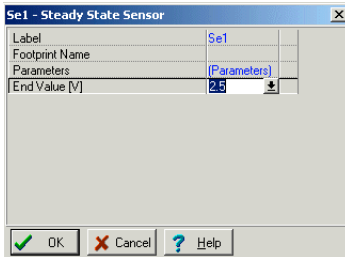 Se1 - Steady State Sensor
Label Se1
Footprint Name
Parameters (Parameters)
End Value [V] 2.5
OK Cancel ? Help